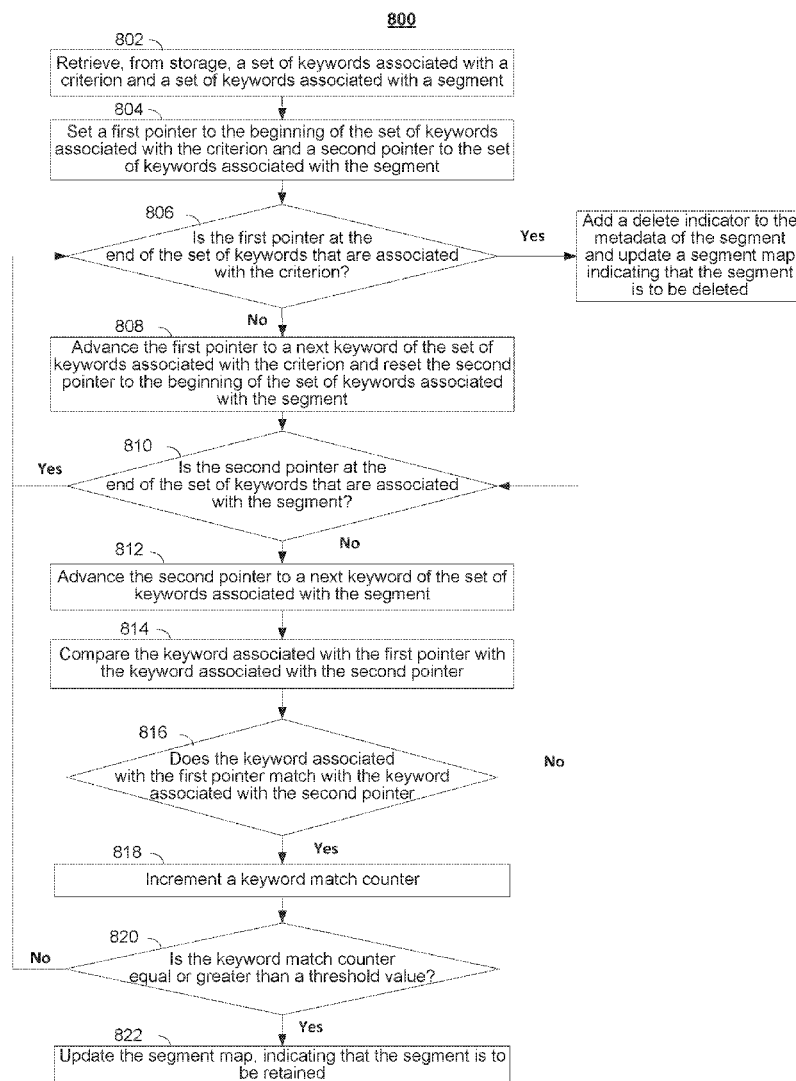 800
802
Retrieve, from storage, a set of keywords associated with a
criterion and a set of keywords associated with a segment
804
Set a first pointer to the beginning of the set of keywords
associated with the criterion and a second pointer to the set
of keywords associated with the segment
806
Is the first pointer at the
end of the set of keywords that are associated
with the criterion?
Yes
Add a delete indicator to the
metadata of the segment
and update a segment map
indicating that the segment
is to be deleted
No
808
Advance the first pointer to a next keyword of the set of
keywords associated with the criterion and reset the second
pointer to the beginning of the set of keywords associated
with the segment
810
Yes
Is the second pointer at the
end of the set of keywords that are associated
with the segment?
No
812
Advance the second pointer to a next keyword of the set of
keywords associated with the segment
814
Compare the keyword associated with the first pointer with
the keyword associated with the second pointer
816
Does the keyword associated
with the first pointer match with the keyword
associated with the second pointer
No
Yes
818
Increment a keyword match counter
820
No
Is the keyword match counter
equal or greater than a threshold value?
Yes
822
Update the segment map, indicating that the segment is to
be retained